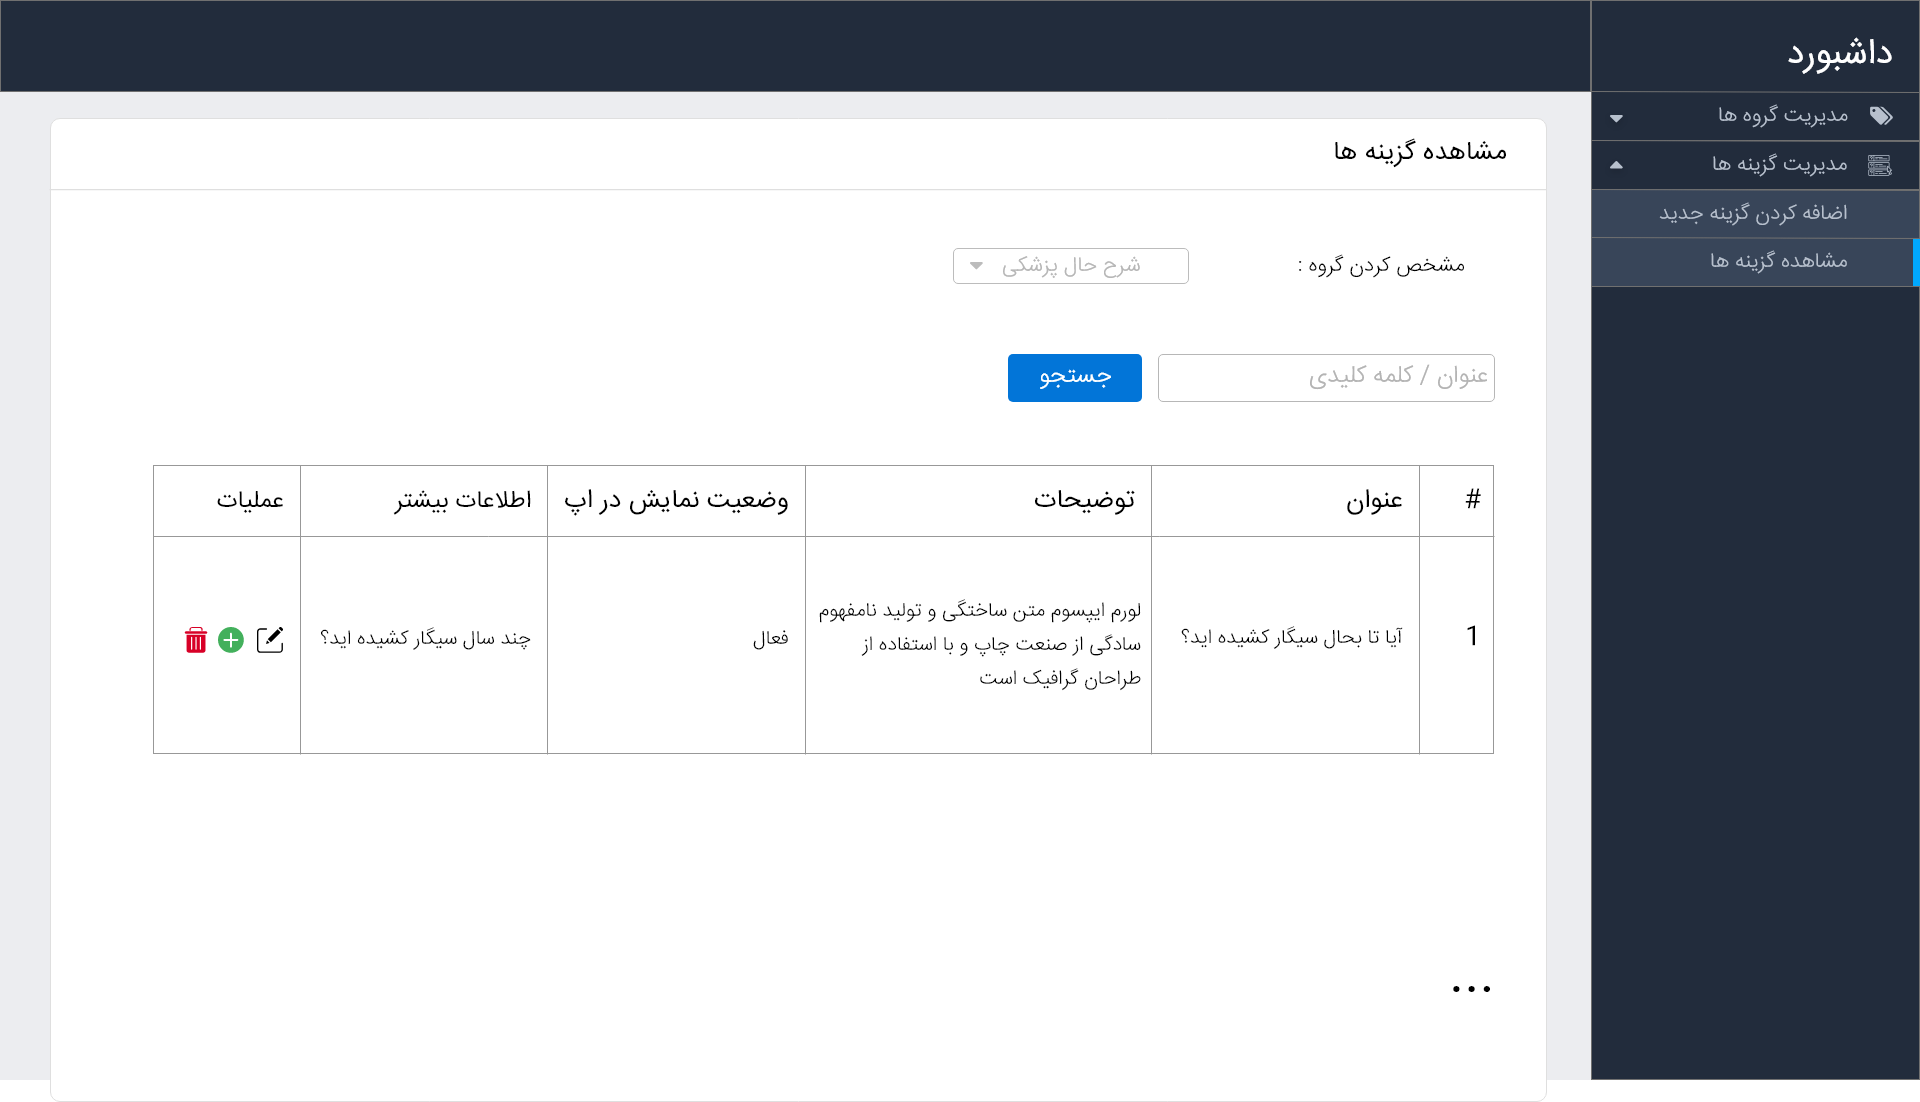 داشبورد
مدیریت گروه ها
مدیریت گزینه ها
اضافه کردن گزینه جدید
مشاهده گزینه ها
مشاهده گزینه ها
مشخص کردن گروه :
شرح حال پزشکی
عنوان / کلمه کلیدی
جستجو
# عنوان توضیحات وضعیت نمایش در اپ اطلاعات بیشتر عملیات
1
آیا تا بحال سیگار کشیده اید؟
لورم ایپسوم متن ساختگی و تولید نامفهوم
سادگی از صنعت چاپ و با استفاده از
طراحان گرافیک است
فعال
چند سال سیگار کشیده اید؟
...